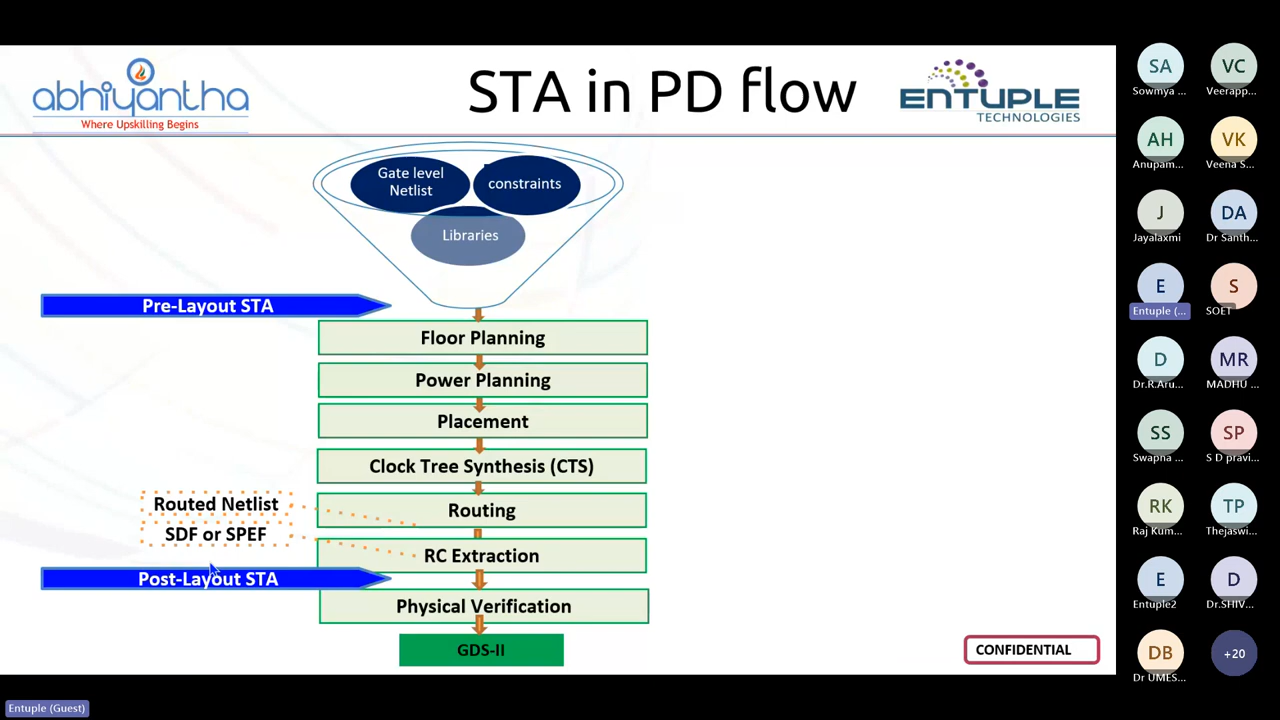 abhiyantha
Where Upskilling Begins
STA in PD flow
ENTUPLE
TECHNOLOGIES
Gate level
Netlist
constraints
Libraries
Pre-Layout STA
Floor Planning
Power Planning
Placement
Clock Tree Synthesis (CTS)
Routed Netlist
Routing
SDF or SPEF
RC Extraction
Post-Layout STA
Physical Verification
GDS-II
CONFIDENTIAL
SA
Sowmya ...
VC
Veerapp...
AH
Anupam...
VK
Veena S...
J
Jayalaxmi
DA
Dr Santh...
E
Entuple (...
S
SOET
D
Dr.R.Aru...
MR
MADHU ...
SS
Swapna ...
SP
S D pravi...
RK
Raj Kum...
TP
Thejaswi...
E
Entuple2
D
Dr.SHIV...
DB
Dr UMES...
+20
Entuple (Guest)